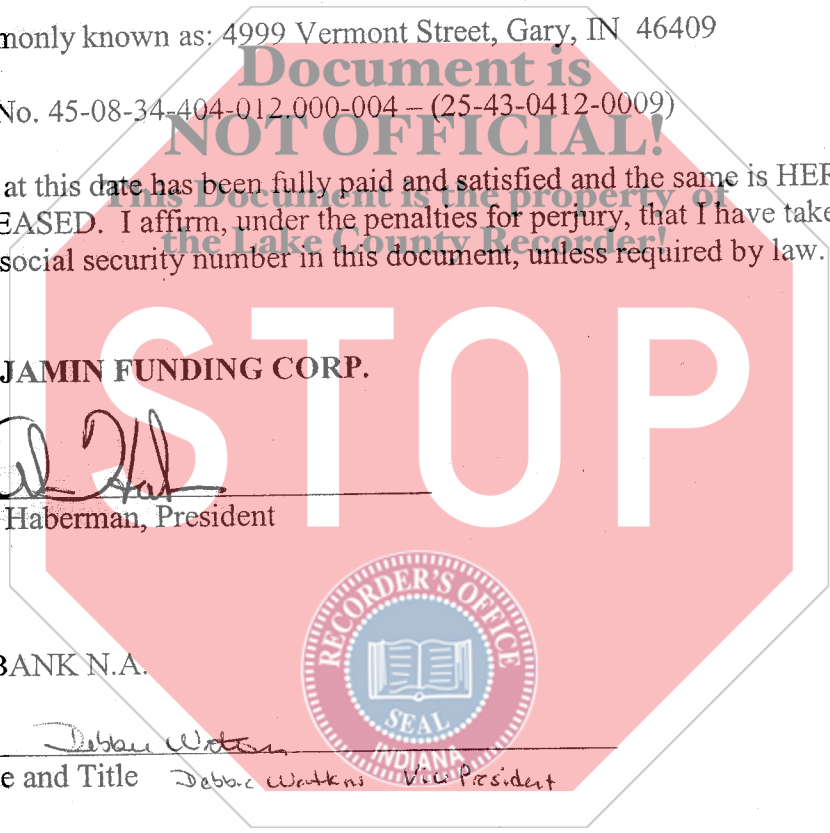 monly known as: 4999 Vermont Street, Gary, IN 46409
Document is
No. 45-08-34-404-012.000-004 – (25-43-0412-0009)
NOT OFFICIAL!
at this date has been fully paid and satisfied and the same is HER
This Document is the property of
EASED. I affirm, under the penalties for perjury, that I have take
the Lake County Recorder!
social security number in this document, unless required by law.
STOP
JAMIN FUNDING CORP.
Haberman, President
RECORDER'S OFFICE
BANK N.A.
SEAL
INDIANA
Debbie Watkins
e and Title Debbie Watkins Vice President